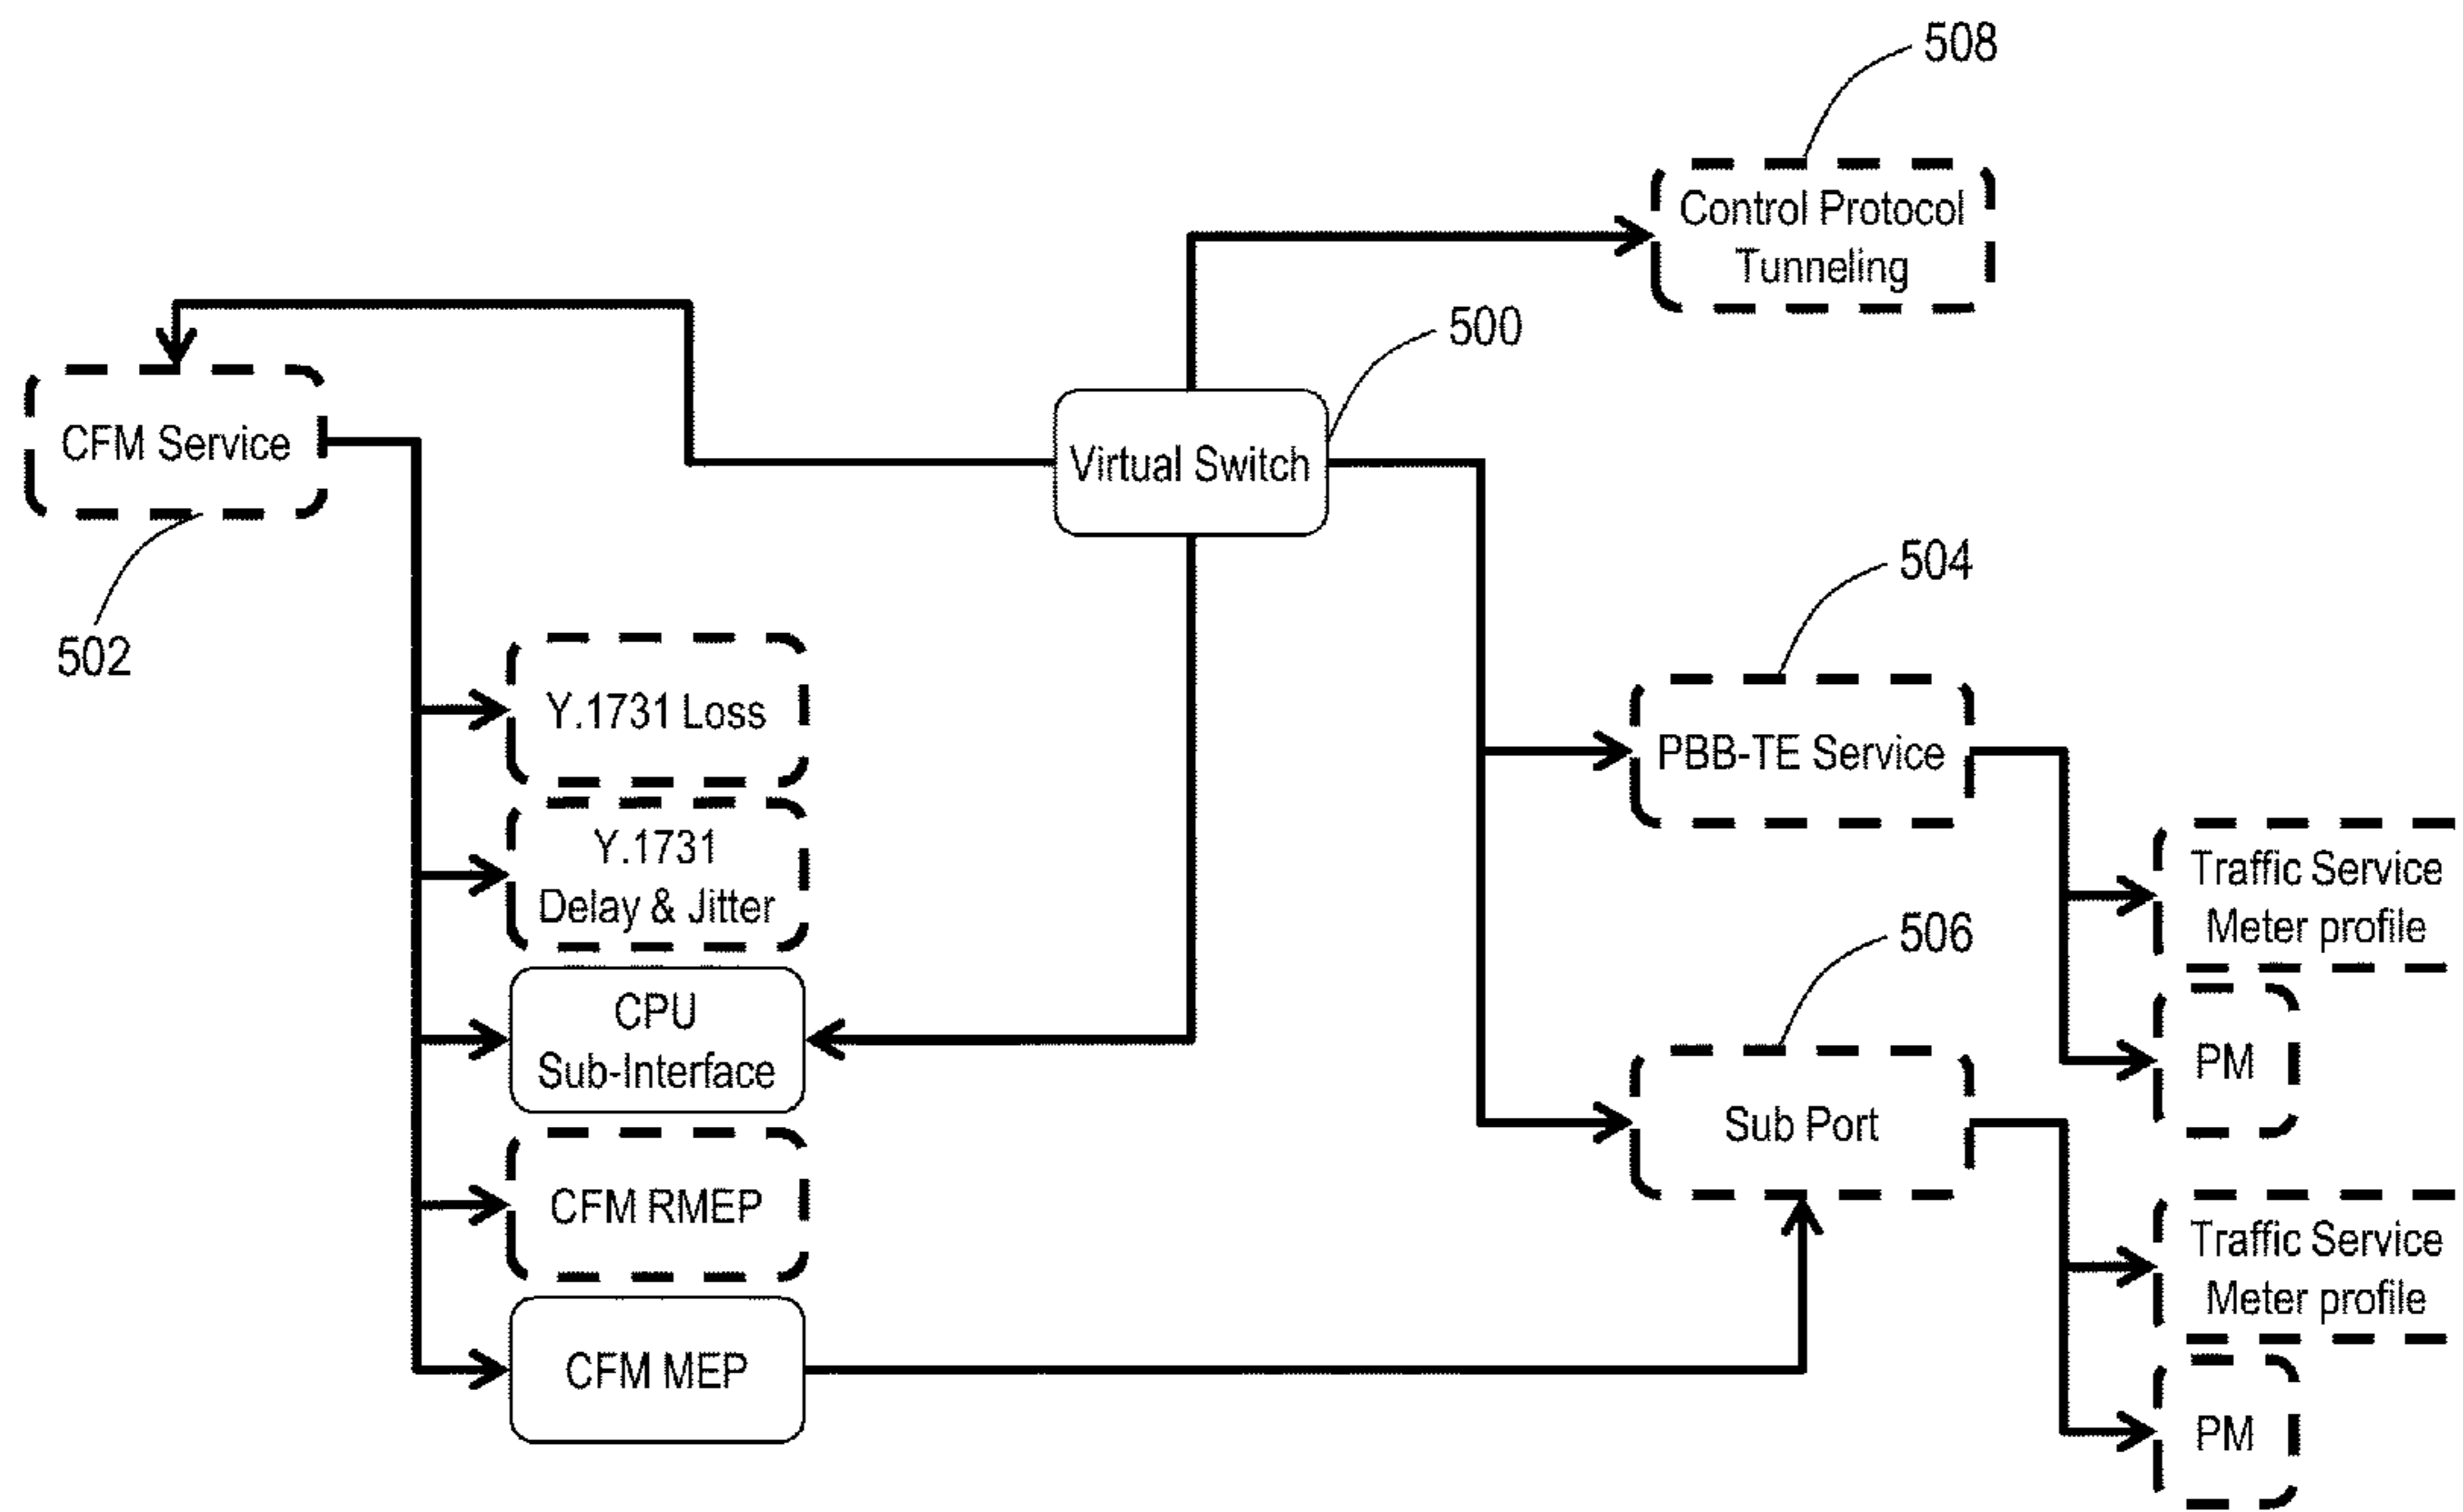 508
Control Protocol
Tunneling
500
CFM Service
Virtual Switch
502
504
Y.1731 Loss
PBB-TE Service
Y.1731
Delay & Jitter
Traffic Service
Meter profile
506
CPU
Sub-Interface
PM
Sub Port
CFM RMEP
Traffic Service
Meter profile
CFM MEP
PM